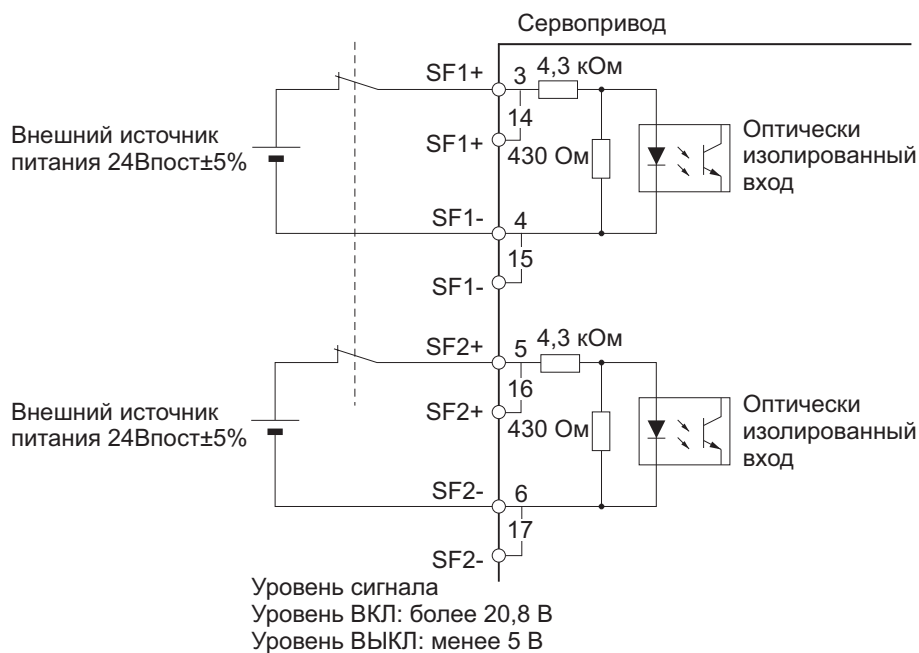 Сервопривод
SF1+
3
4,3 кОм
14
SF1+
430 Ом
Внешний источник
питания 24Впост±5%
Оптически
изолированный
вход
SF1-
4
15
SF1-
SF2+
5
4,3 кОм
16
SF2+
430 Ом
Внешний источник
питания 24Впост±5%
Оптически
изолированный
вход
SF2-
6
17
SF2-
Уровень сигнала
Уровень ВКЛ: более 20,8 В
Уровень ВЫКЛ: менее 5 В